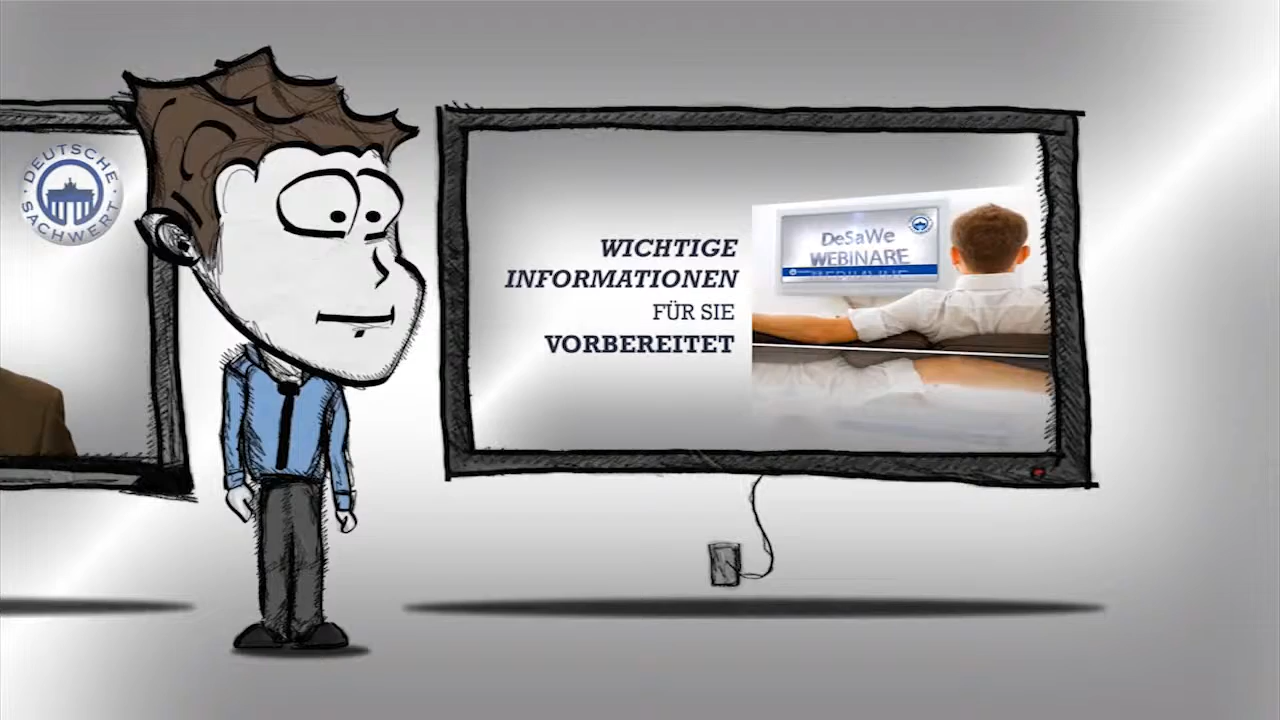 DEUTSCHE
SACHWERT
WICHTIGE
INFORMATIONEN
FÜR SIE
VORBEREITET
DeSaWe
WEBINARE